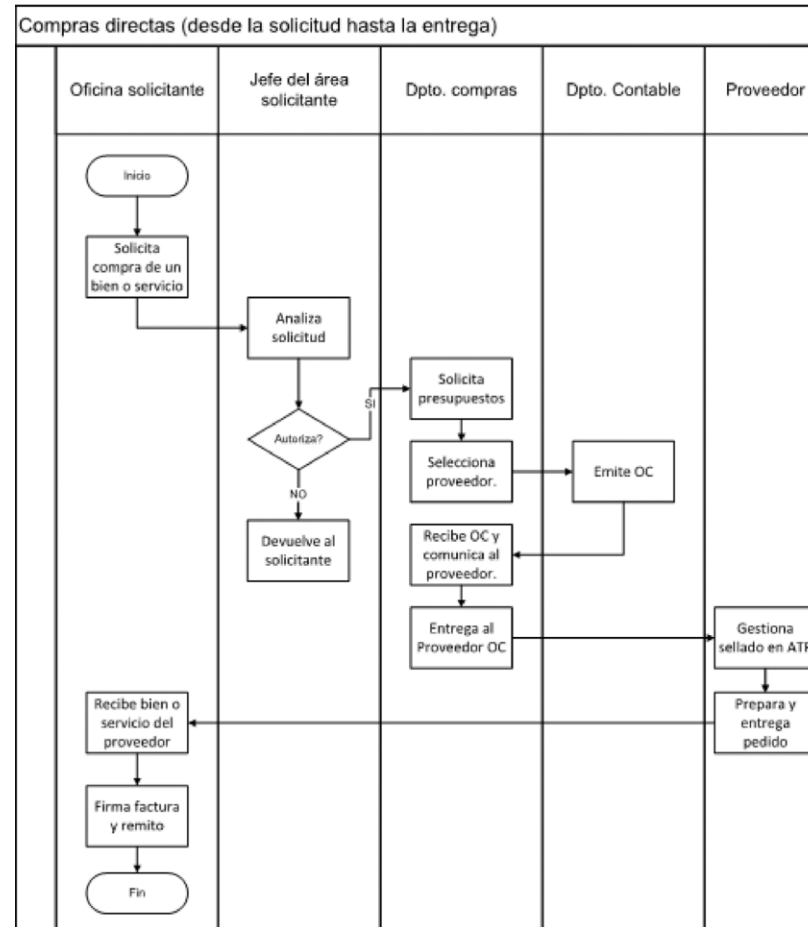 Compras directas (desde la solicitud hasta la entrega)
Oficina solicitante
Jefe del área
solicitante
Dpto. compras
Dpto. Contable
Proveedor
Inicio
Solicita
compra de un
bien o servicio
Analiza
solicitud
Autoriza?
SI
NO
Devuelve al
solicitante
Solicita
presupuestos
Selecciona
proveedor.
Emite OC
Recibe OC y
comunica al
proveedor.
Entrega al
Proveedor OC
Gestiona
sellado en
Prepara y
entrega
pedido
Recibe bien o
servicio del
proveedor
Firma factura
y remito
Fin